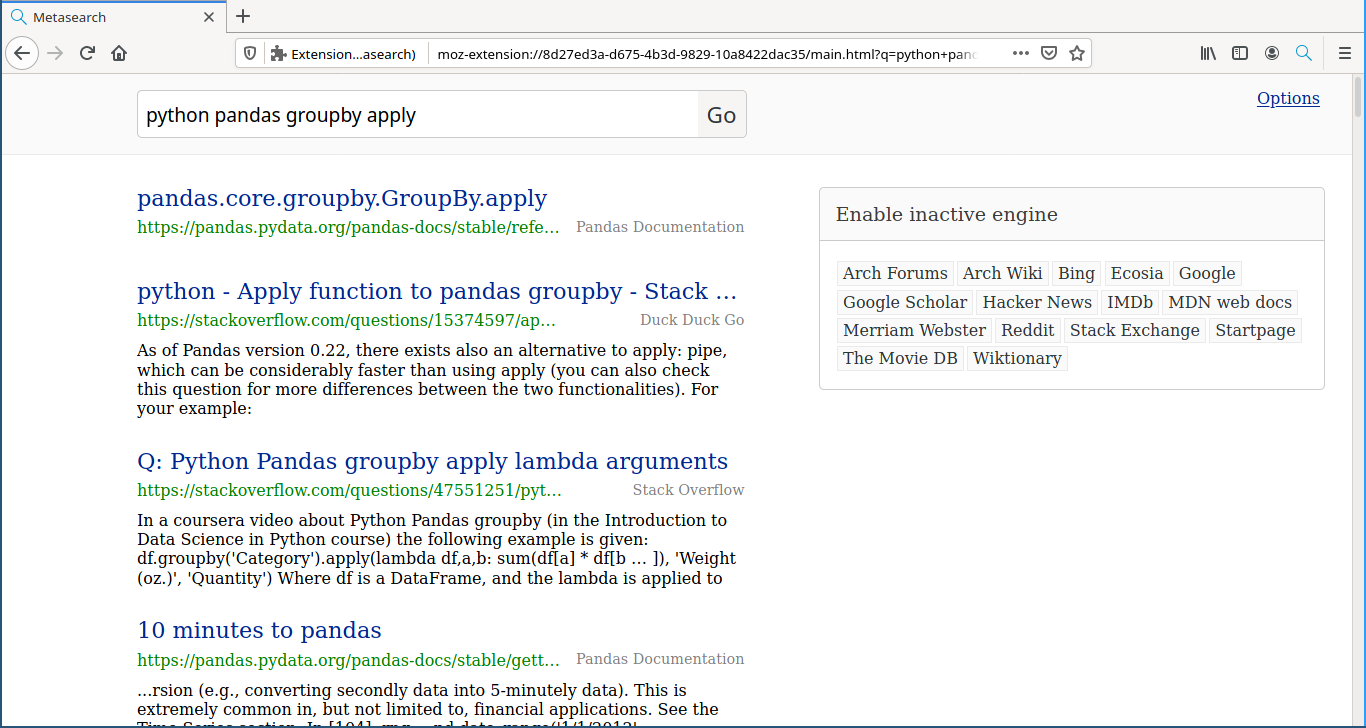 Metasearch
Extension...asearch)
moz-extension://8d27ed3a-d675-4b3d-9829-10a8422dac35/main.html?q=python+pand
python pandas groupby apply
Go
Options
pandas.core.groupby.GroupBy.apply
https://pandas.pydata.org/pandas-docs/stable/refe... Pandas Documentation
python - Apply function to pandas groupby - Stack ...
https://stackoverflow.com/questions/15374597/ap... Duck Duck Go
As of Pandas version 0.22, there exists also an alternative to apply: pipe,
which can be considerably faster than using apply (you can also check
this question for more differences between the two functionalities). For
your example:
Q: Python Pandas groupby apply lambda arguments
https://stackoverflow.com/questions/47551251/pyt... Stack Overflow
In a coursera video about Python Pandas groupby (in the Introduction to
Data Science in Python course) the following example is given:
df.groupby('Category').apply(lambda df,a,b: sum(df[a] * df[b ... ]), 'Weight
(oz.)', 'Quantity') Where df is a DataFrame, and the lambda is applied to
10 minutes to pandas
https://pandas.pydata.org/pandas-docs/stable/gett... Pandas Documentation
...rsion (e.g., converting secondly data into 5-minutely data). This is
extremely common in, but not limited to, financial applications. See the
Time Series section. In [104]: rng
Enable inactive engine
Arch Forums Arch Wiki Bing Ecosia Google
Google Scholar Hacker News IMDb MDN web docs
Merriam Webster Reddit Stack Exchange Startpage
The Movie DB Wiktionary